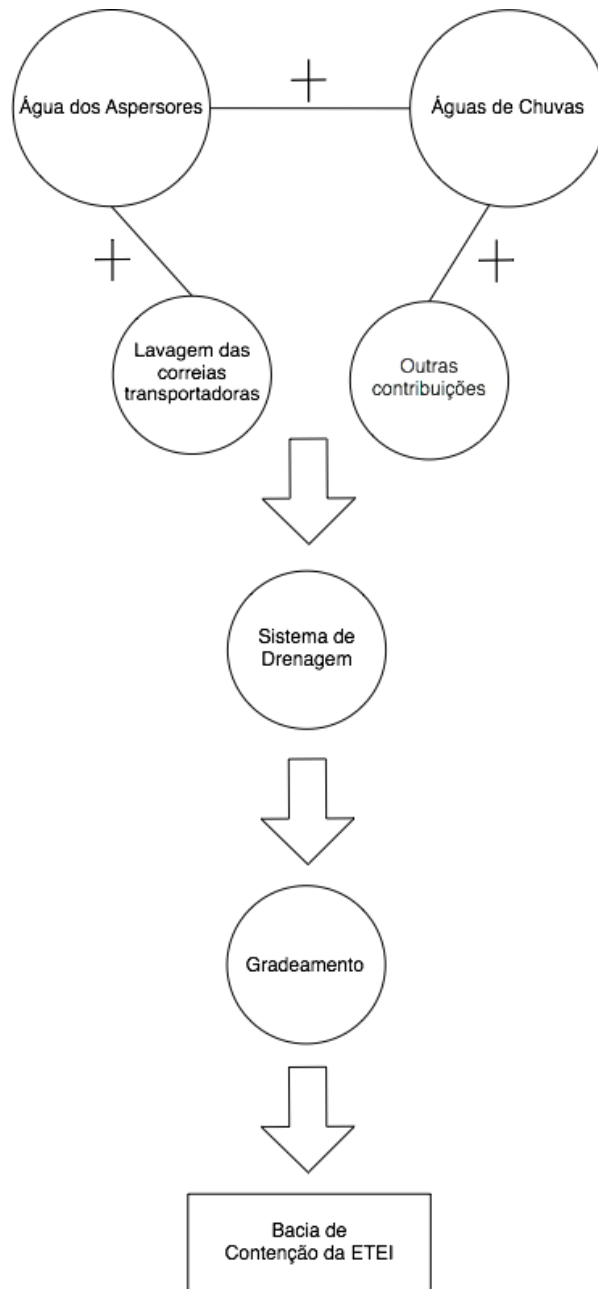 Água dos Aspersores
Águas de Chuvas
Lavagem das
correias
transportadoras
Outras
contribuições
Sistema de
Drenagem
Gradeamento
Bacia de
Contenção da ETEI